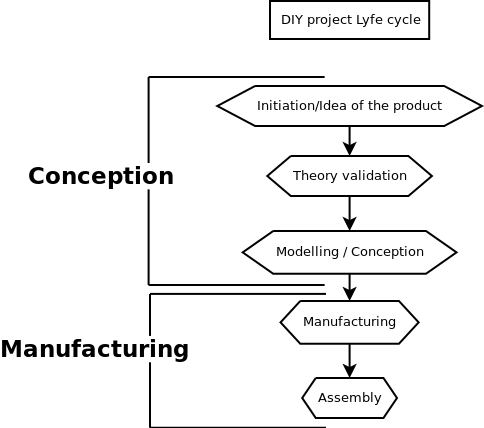 DIY project Lyfe cycle
Initiation/Idea of the product
Conception
Theory validation
Modelling / Conception
Manufacturing
Manufacturing
Assembly